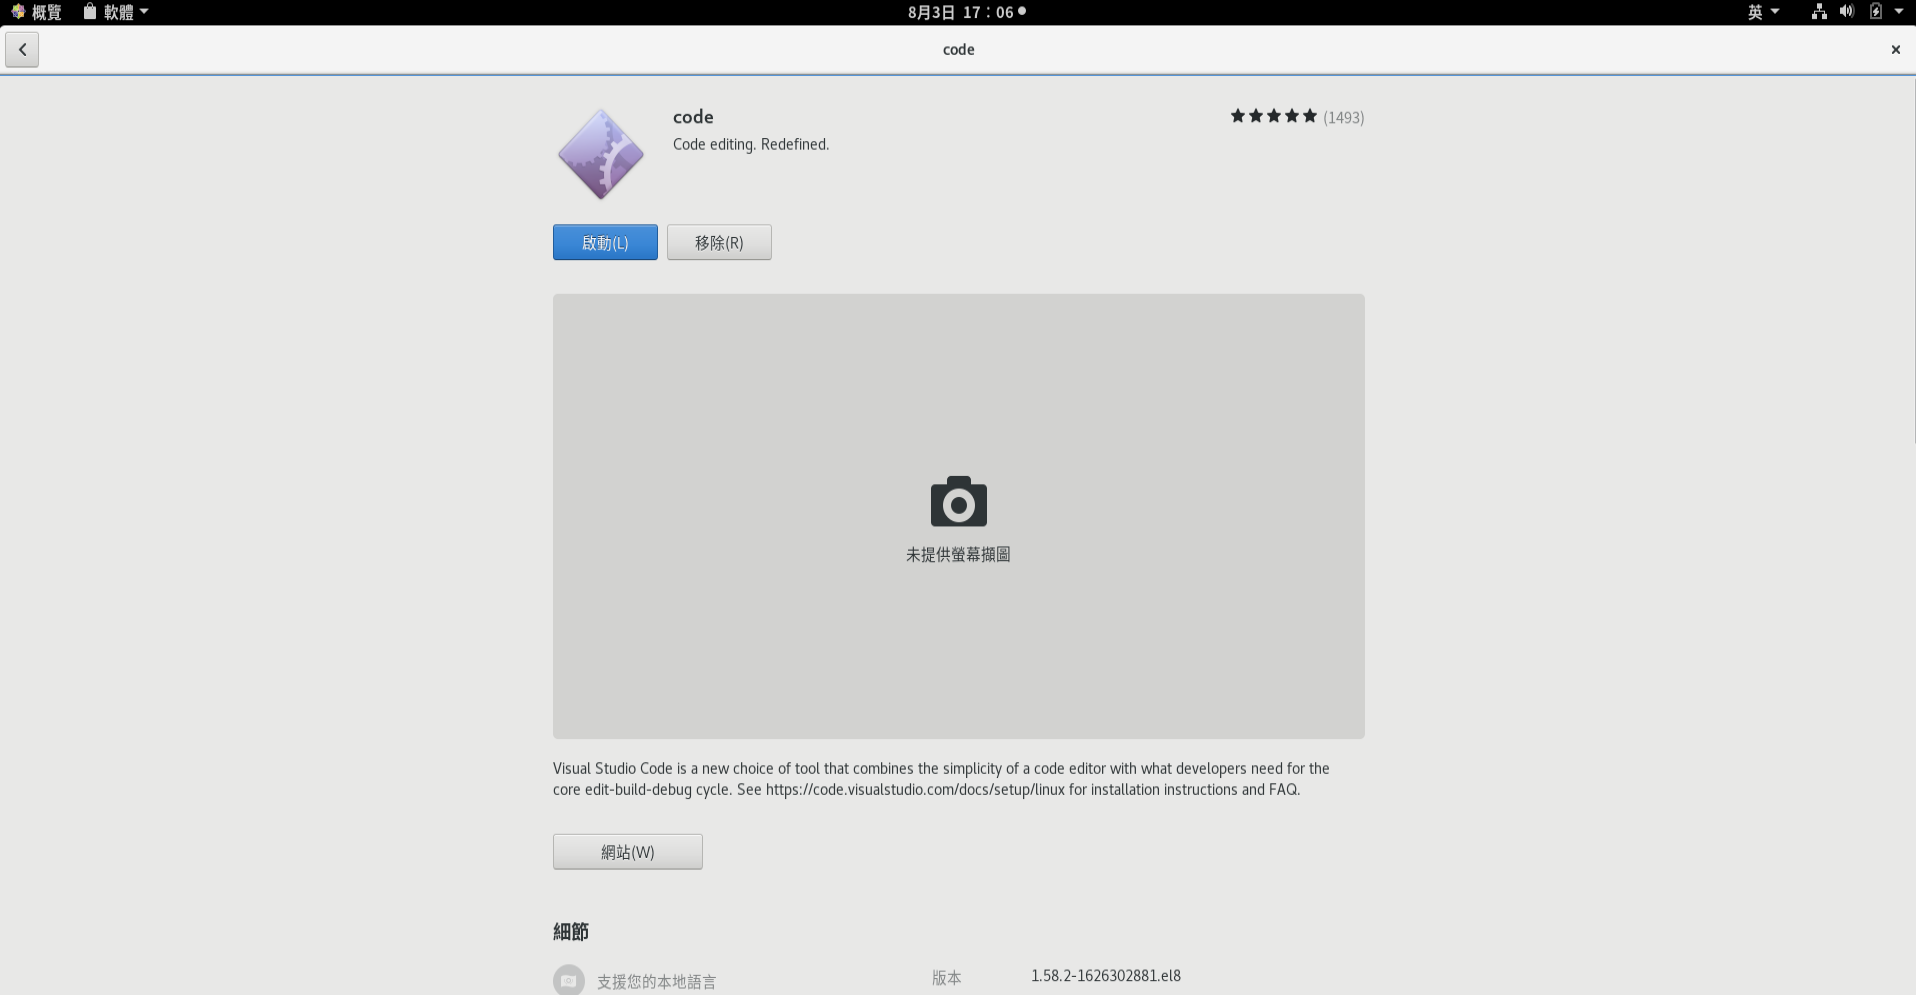 概覽 軟體 8月3日 17：06 英
code
code
(1493)
Code editing. Redefined.
啟動(L) 移除(R)
未提供螢幕擷圖
Visual Studio Code is a new choice of tool that combines the simplicity of a code editor with what developers need for the
core edit-build-debug cycle. See https://code.visualstudio.com/docs/setup/linux for installation instructions and FAQ.
網站(W)
細節
支援您的本地語言 版本 1.58.2-1626302881.el8